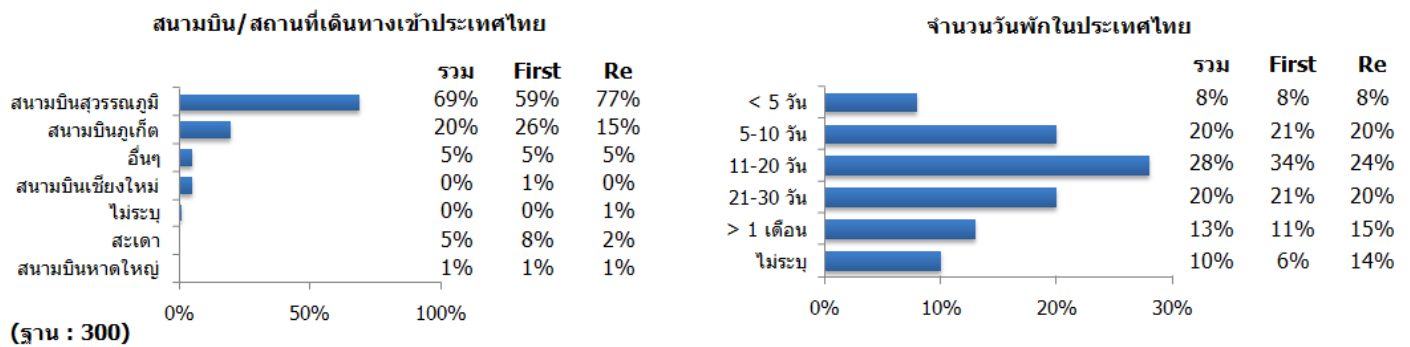 สนามบิน/สถานที่เดินทางเข้าประเทศไทย
รวม First Re
สนามบินสุวรรณภูมิ 69% 59% 77%
สนามบินภูเก็ต 20% 26% 15%
อื่นๆ 5% 5% 5%
สนามบินเชียงใหม่ 0% 1% 0%
ไม่ระบุ 0% 0% 1%
สะเดา 5% 8% 2%
สนามบินหาดใหญ่ 1% 1% 1%
0% 50% 100%
(ฐาน : 300)
จำนวนวันพักในประเทศไทย
รวม First Re
< 5 วัน 8% 8% 8%
5-10 วัน 20% 21% 20%
11-20 วัน 28% 34% 24%
21-30 วัน 20% 21% 20%
> 1 เดือน 13% 11% 15%
ไม่ระบุ 10% 6% 14%
0% 10% 20% 30%